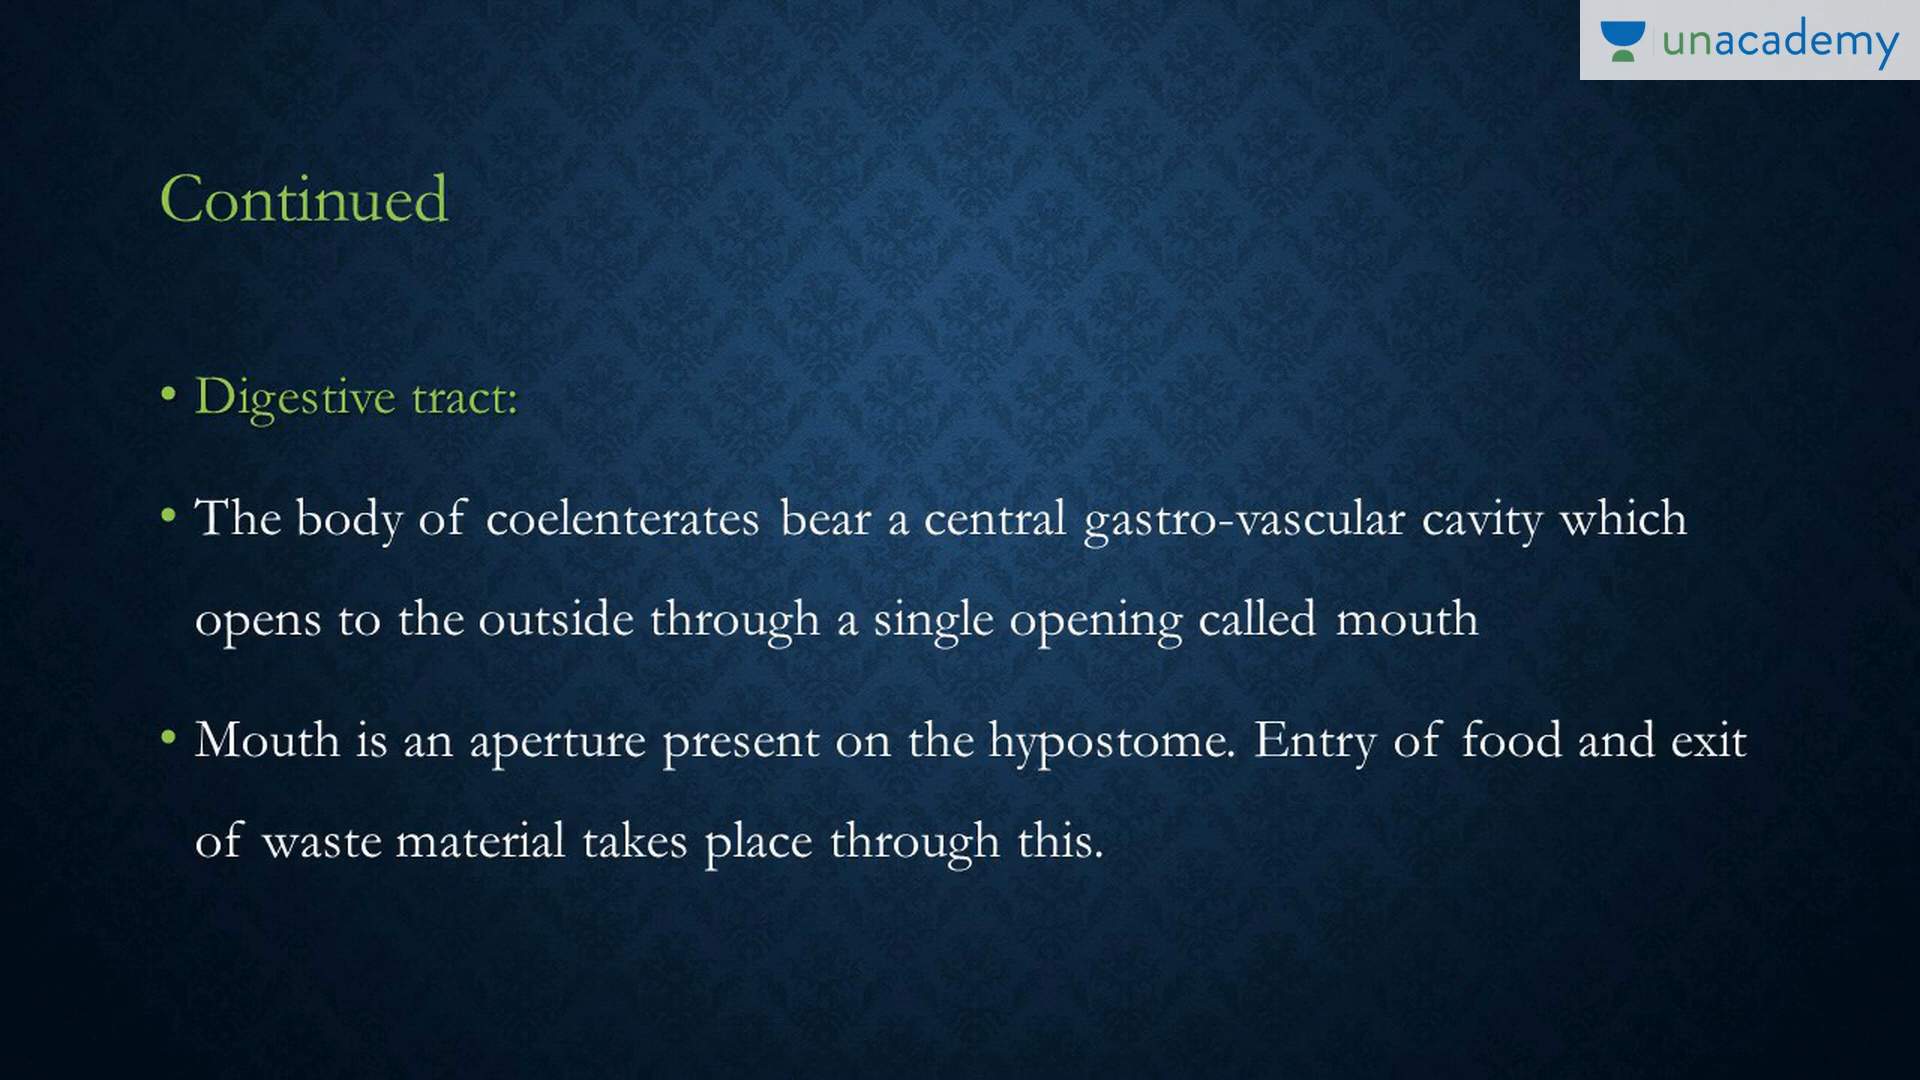 unacademy
Continued
• Digestive tract:
• The body of coelenterates bear a central gastro-vascular cavity which
opens to the outside through a single opening called mouth
• Mouth is an aperture present on the hypostome. Entry of food and exit
of waste material takes place through this.